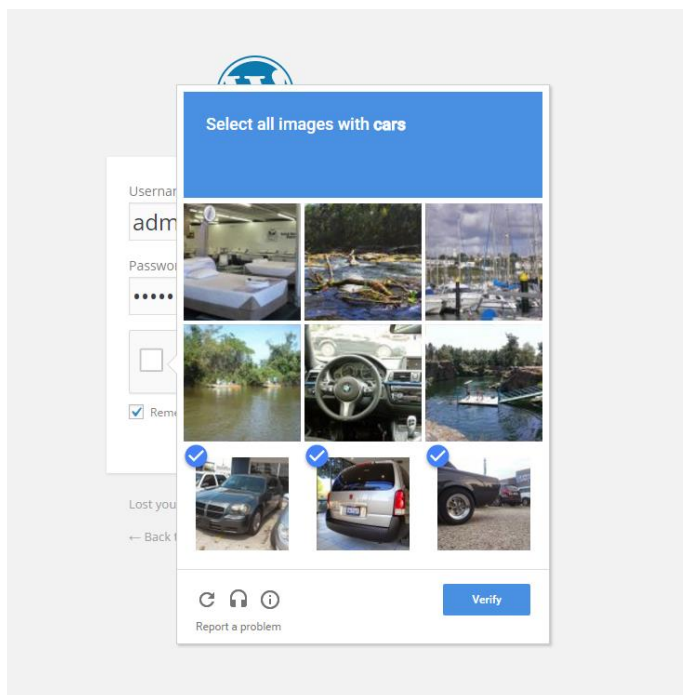 Select all images with cars
Usernar
adm
Passwor
Reme
Lost you
← Back t
Report a problem
Verify